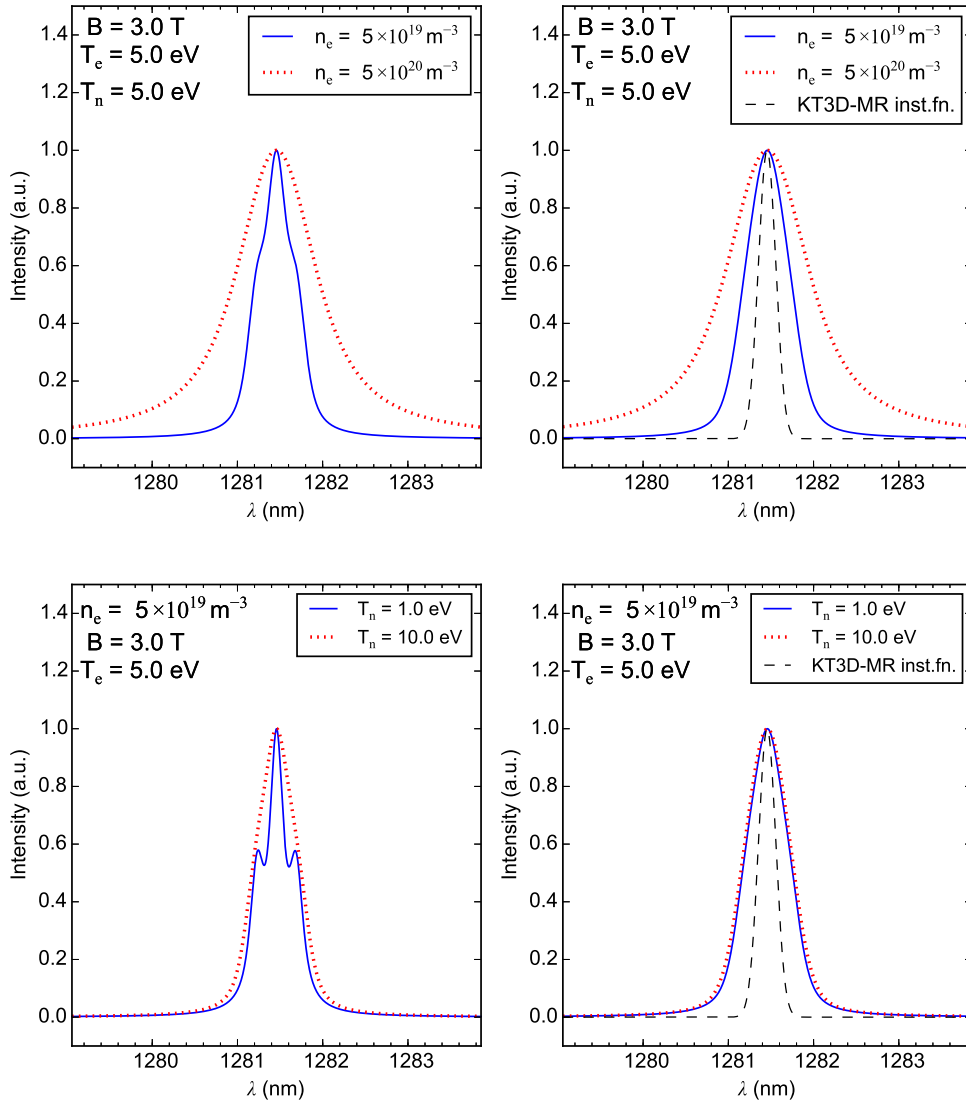 B = 3.0 T
T_e = 5.0 eV
T_n = 5.0 eV
n_e = 5×10^19 m^−3
n_e = 5×10^20 m^−3
1.4
1.2
1.0
0.8
0.6
0.4
0.2
0.0
Intensity (a.u.)
1280 1281 1282 1283
λ (nm)
B = 3.0 T
T_e = 5.0 eV
T_n = 5.0 eV
n_e = 5×10^19 m^−3
n_e = 5×10^20 m^−3
KT3D-MR inst.fn.
1.4
1.2
1.0
0.8
0.6
0.4
0.2
0.0
Intensity (a.u.)
1280 1281 1282 1283
λ (nm)
n_e = 5×10^19 m^−3
B = 3.0 T
T_e = 5.0 eV
T_n = 1.0 eV
T_n = 10.0 eV
1.4
1.2
1.0
0.8
0.6
0.4
0.2
0.0
Intensity (a.u.)
1280 1281 1282 1283
λ (nm)
n_e = 5×10^19 m^−3
B = 3.0 T
T_e = 5.0 eV
T_n = 1.0 eV
T_n = 10.0 eV
KT3D-MR inst.fn.
1.4
1.2
1.0
0.8
0.6
0.4
0.2
0.0
Intensity (a.u.)
1280 1281 1282 1283
λ (nm)